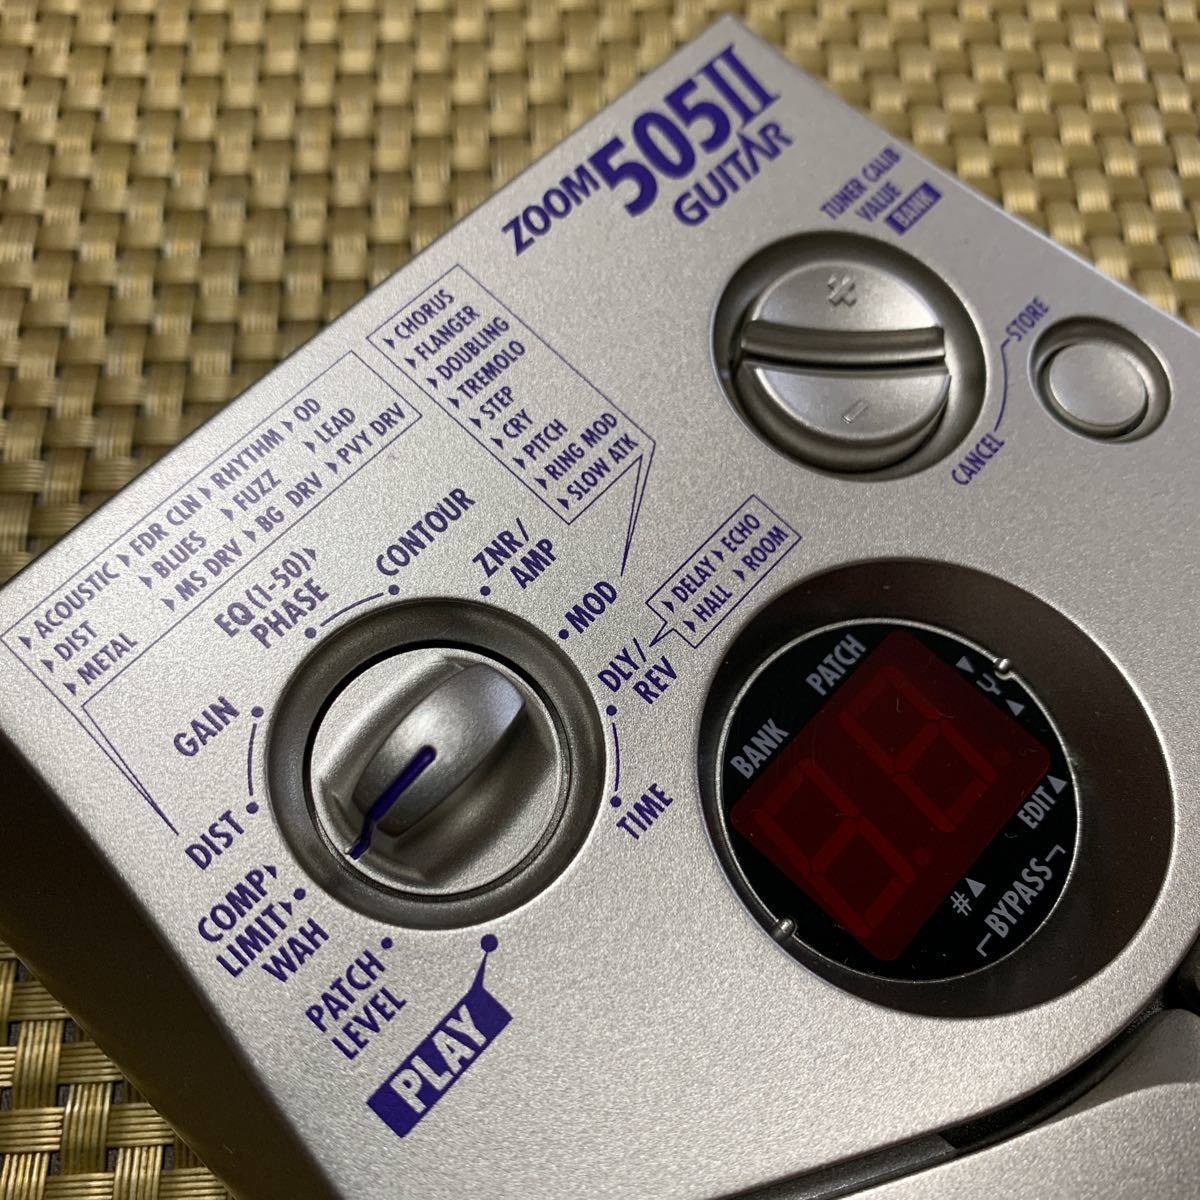 ZOOM 505II
GUITAR
TUNER CALIB
VALUE
BANK
+
-
STORE
CANCEL
CHORUS
FLANGER
DOUBLING
TREMOLO
STEP
CRY
PITCH
RING MOD
SLOW ATK
ACOUSTIC FDR CLN RHYTHM OD
DIST BLUES FUZZ LEAD
METAL MS DRV BG DRV PVY DRV
DELAY ECHO
HALL ROOM
EQ (1-50)
PHASE
CONTOUR
ZNR/
AMP
MOD
DLY/
REV
TIME
GAIN
DIST
COMP
LIMIT
WAH
PATCH
LEVEL
PLAY
BANK PATCH
# EDIT
BYPASS